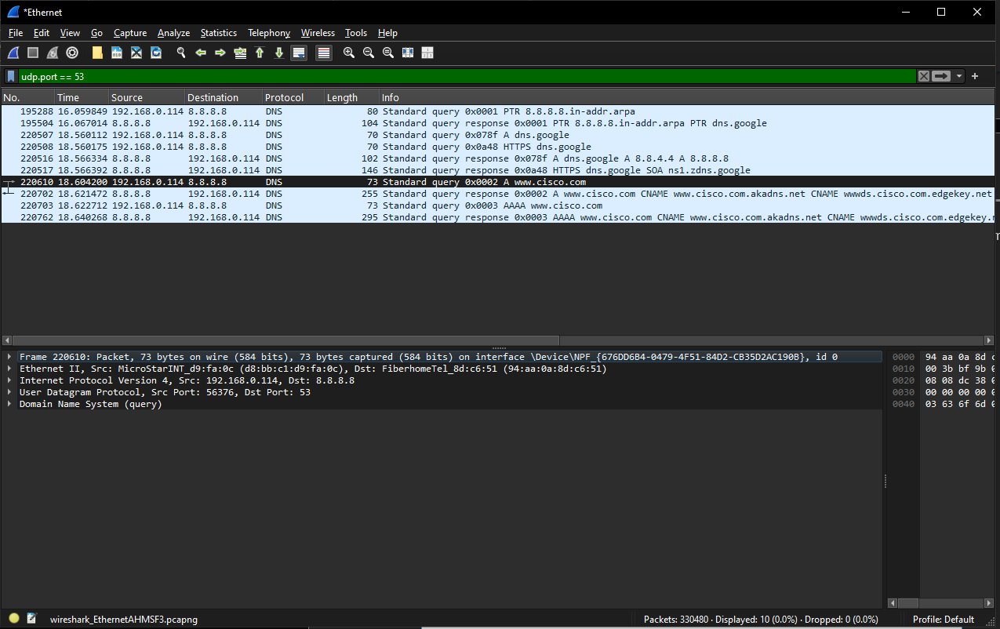 *Ethernet
File Edit View Go Capture Analyze Statistics Telephony Wireless Tools Help
udp.port == 53
No. Time Source Destination Protocol Length Info
195288 16.059849 192.168.0.114 8.8.8.8 DNS 80 Standard query 0x0001 PTR 8.8.8.8.in-addr.arpa
195504 16.067014 8.8.8.8 192.168.0.114 DNS 104 Standard query response 0x0001 PTR 8.8.8.8.in-addr.arpa PTR dns.google
220507 18.560112 192.168.0.114 8.8.8.8 DNS 70 Standard query 0x078f A dns.google
220508 18.560175 192.168.0.114 8.8.8.8 DNS 70 Standard query 0x0a48 HTTPS dns.google
220516 18.566334 8.8.8.8 192.168.0.114 DNS 102 Standard query response 0x078f A dns.google A 8.8.4.4 A 8.8.8.8
220517 18.566392 8.8.8.8 192.168.0.114 DNS 146 Standard query response 0x0a48 HTTPS dns.google SOA ns1.zdns.google
220610 18.604200 192.168.0.114 8.8.8.8 DNS 73 Standard query 0x0002 A www.cisco.com
220702 18.621472 8.8.8.8 192.168.0.114 DNS 255 Standard query response 0x0002 A www.cisco.com CNAME www.cisco.com.akadns.net CNAME wwwds.cisco.com.edgekey.net
220703 18.622712 192.168.0.114 8.8.8.8 DNS 73 Standard query 0x0003 AAAA www.cisco.com
220762 18.640268 8.8.8.8 192.168.0.114 DNS 295 Standard query response 0x0003 AAAA www.cisco.com CNAME www.cisco.com.akadns.net CNAME wwwds.cisco.com.edgekey.
Frame 220610: Packet, 73 bytes on wire (584 bits), 73 bytes captured (584 bits) on interface \Device\NPF_{676DD6B4-0479-4F51-84D2-CB35D2AC190B}, id 0
Ethernet II, Src: MicroStarINT_d9:fa:0c (d8:bb:c1:d9:fa:0c), Dst: FiberhomeTel_8d:c6:51 (94:aa:0a:8d:c6:51)
Internet Protocol Version 4, Src: 192.168.0.114, Dst: 8.8.8.8
User Datagram Protocol, Src Port: 56376, Dst Port: 53
Domain Name System (query)
0000 94 aa 0a 8d
0010 00 3b bf 9b
0020 08 08 dc 38
0030 00 00 00 00
0040 03 63 6f 6d
wireshark_EthernetAHMSF3.pcapng
Packets: 330480 · Displayed: 10 (0.0%) · Dropped: 0 (0.0%)
Profile: Default